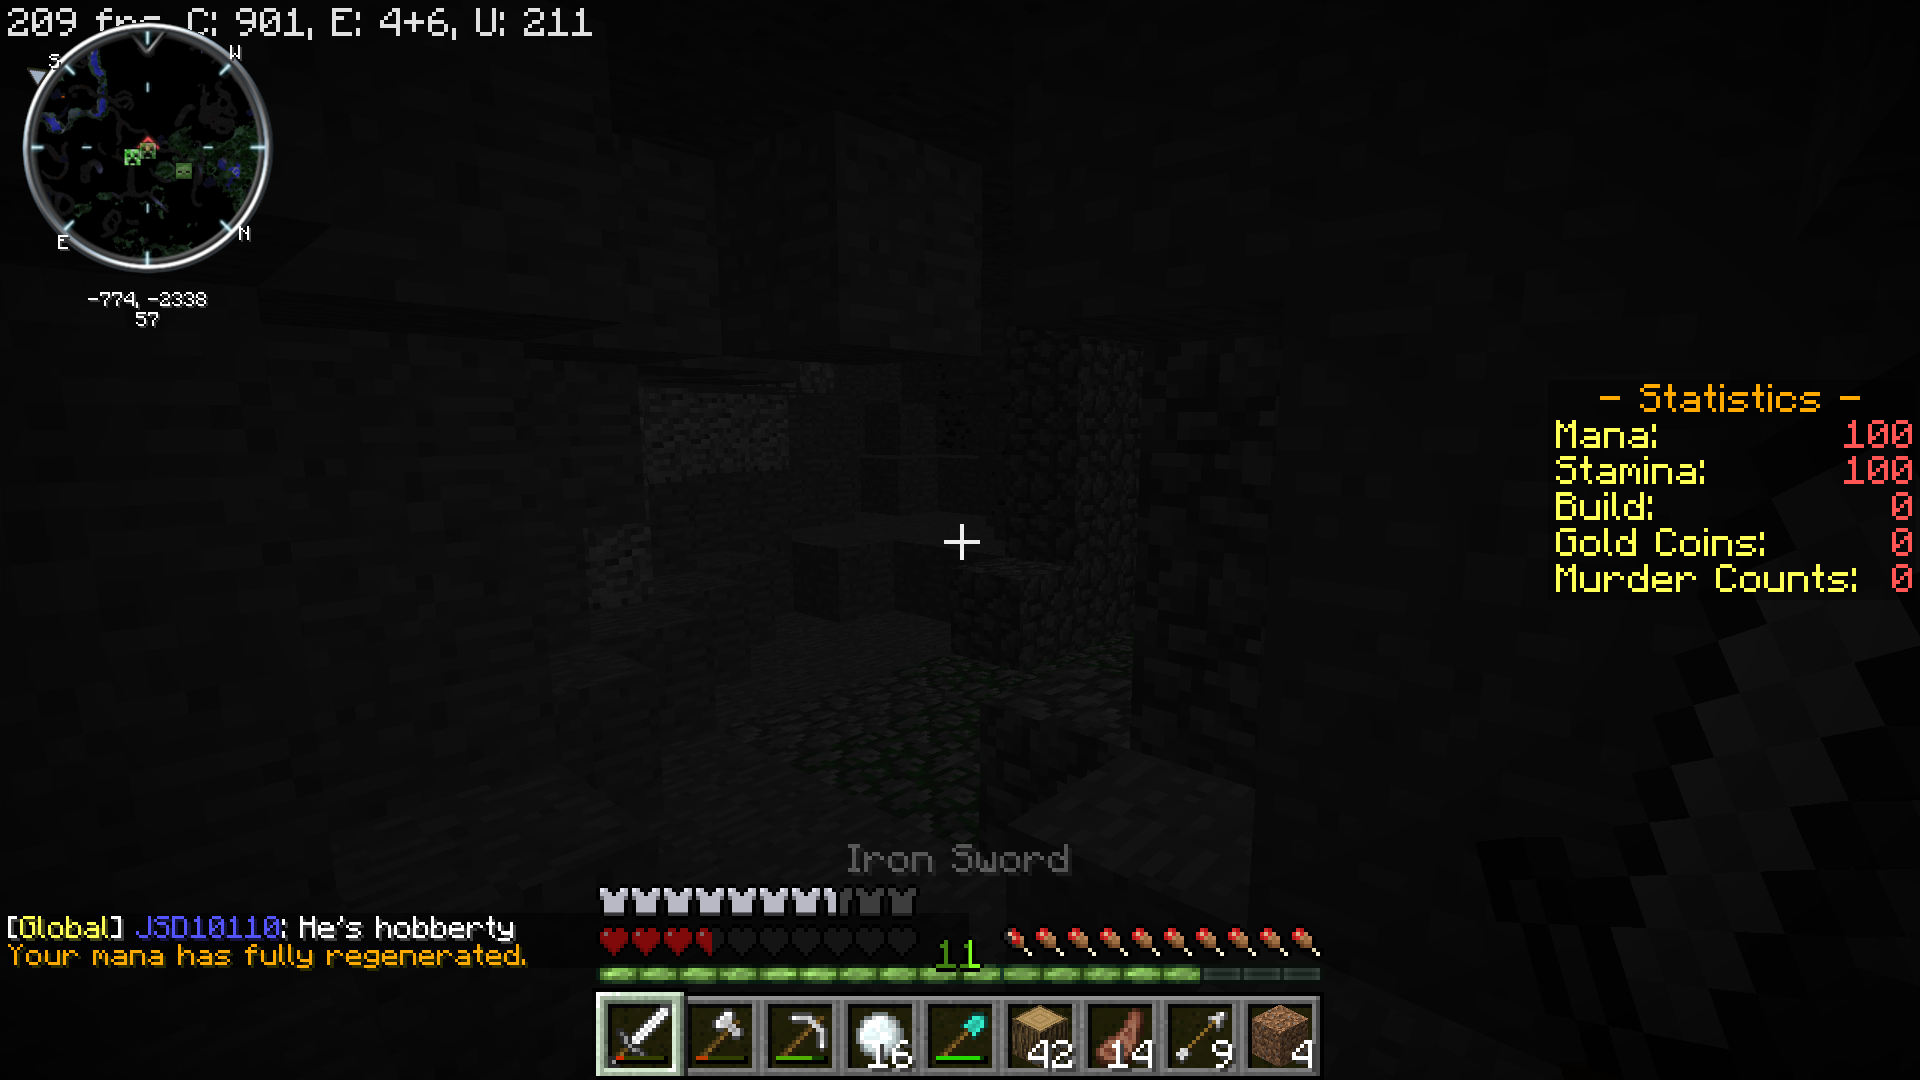 209 fps, C: 901, E: 4+6, U: 211
S
W
E
N
-774, -2338
57
- Statistics -
Mana: 100
Stamina: 100
Build: 0
Gold Coins: 0
Murder Counts: 0
Iron Sword
[Global] JSD10110: He's hobberty
Your mana has fully regenerated.
11
16
42
14
9
4